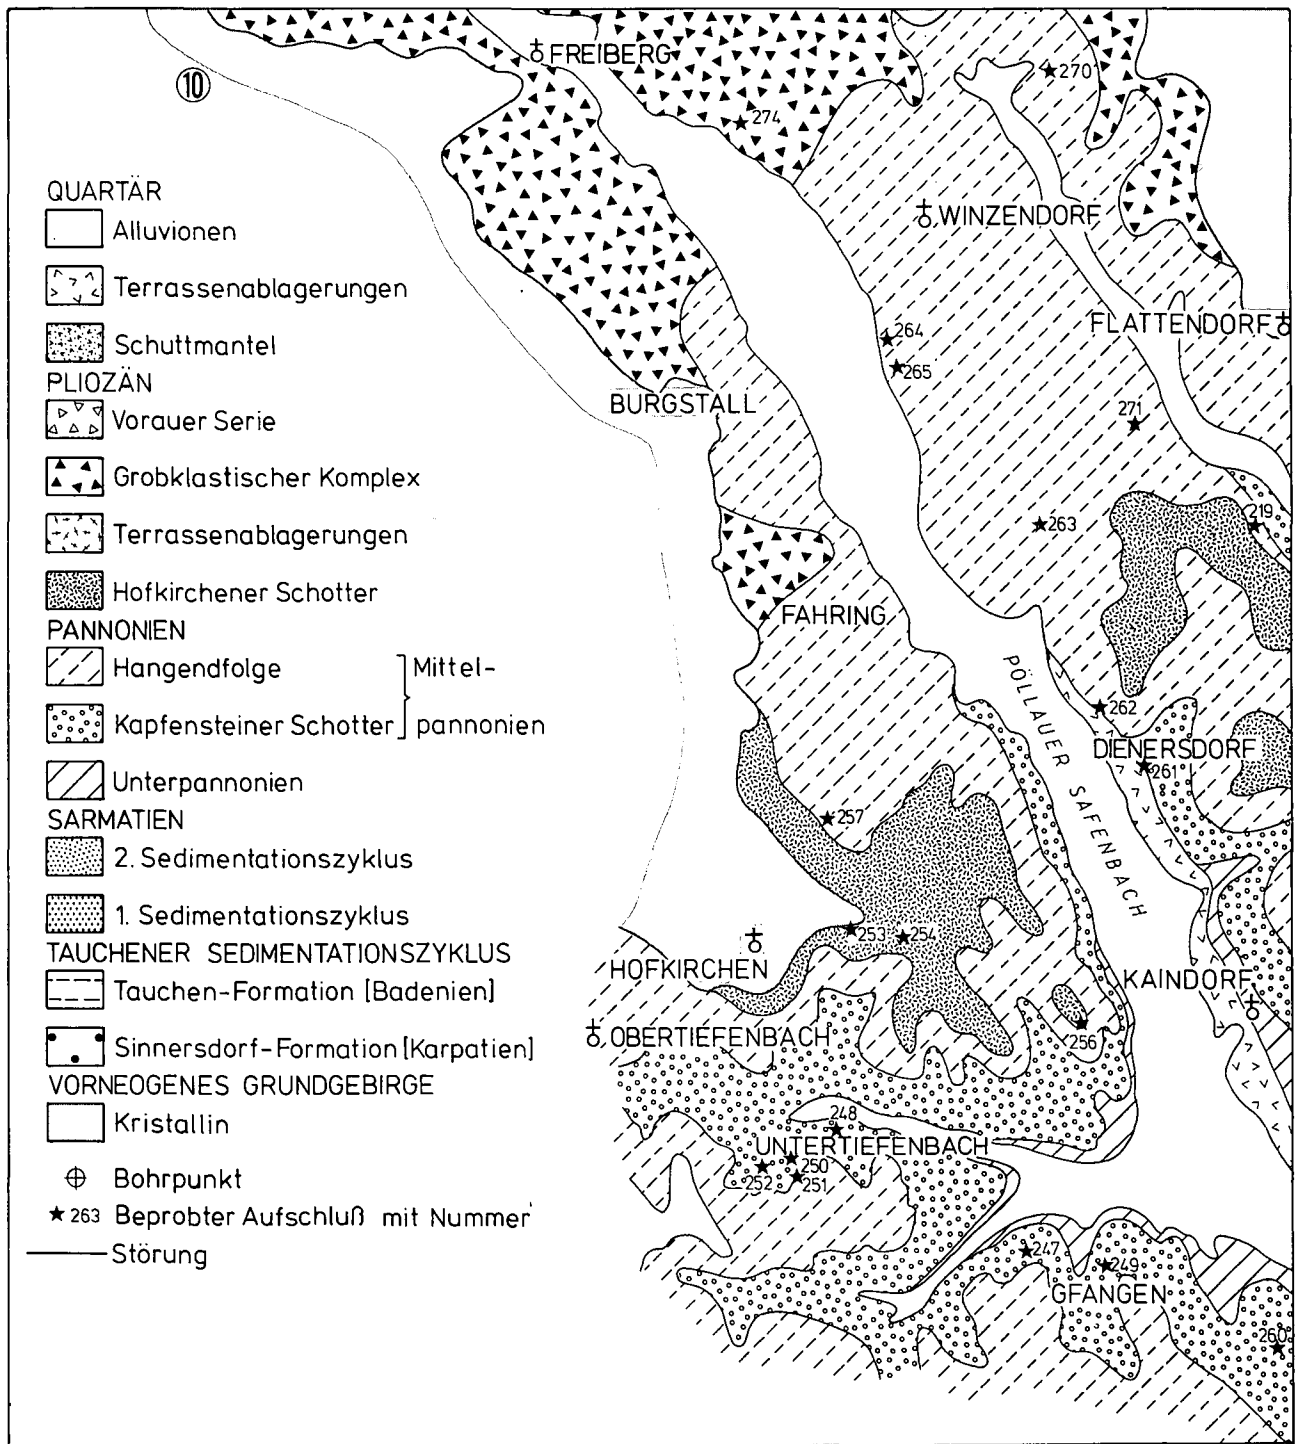 10
QUARTÄR
Alluvionen
Terrassenablagerungen
Schuttmantel
PLIOZÄN
Vorauer Serie
Grobklastischer Komplex
Terrassenablagerungen
Hofkirchener Schotter
PANNONIEN
Hangendfolge
Mittel-
Kapfensteiner Schotter
pannonien
Unterpannonien
SARMATIEN
2. Sedimentationszyklus
1. Sedimentationszyklus
TAUCHENER SEDIMENTATIONSZYKLUS
Tauchen-Formation [Badenien]
Sinnersdorf-Formation [Karpatien]
VORNEOGENES GRUNDGEBIRGE
Kristallin
Bohrpunkt
263 Beprobter Aufschluß mit Nummer
Störung
FREIBERG
270
274
WINZENDORF
FLATTENDORF
264
265
BURGSTALL
271
263
219
FAHRING
PÖLLAUER SAFENBACH
262
DIENERSDORF
261
257
253
254
HOFKIRCHEN
KAINDORF
256
OBERTIEFENBACH
248
UNTERTIEFENBACH
250
252
251
247
249
GFANGEN
260